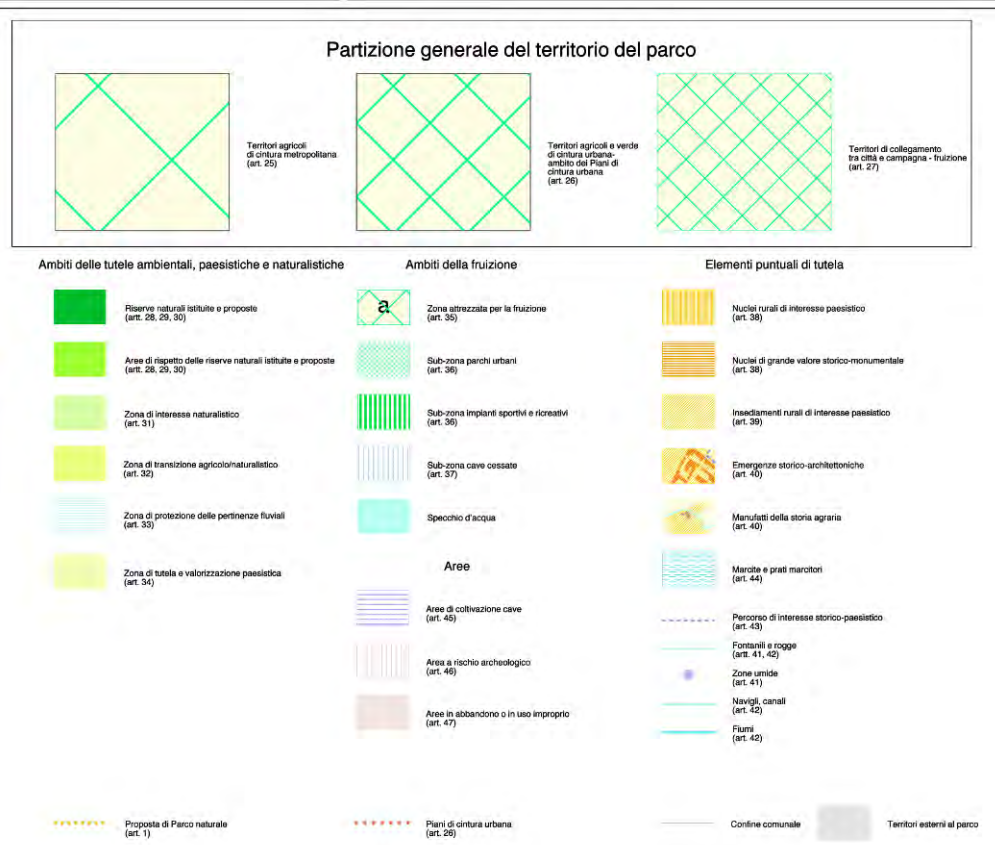 Partizione generale del territorio del parco
Territori agricoli
di cintura metropolitana
(art. 25)
Territori agricoli e verde
di cintura urbana-
ambito dei Piani di
cintura urbana
(art. 26)
Territori di collegamento
tra città e campagna - fruizione
(art. 27)
Ambiti delle tutele ambientali, paesistiche e naturalistiche
Riserve naturali istituite e proposte
(artt. 28, 29, 30)
Aree di rispetto delle riserve naturali istituite e proposte
(artt. 28, 29, 30)
Zona di interesse naturalistico
(art. 31)
Zona di transizione agricolo/naturalistico
(art. 32)
Zona di protezione delle pertinenze fluviali
(art. 33)
Zona di tutela e valorizzazione paesistica
(art. 34)
Ambiti della fruizione
a
Zona attrezzata per la fruizione
(art. 35)
Sub-zona parchi urbani
(art. 36)
Sub-zona impianti sportivi e ricreativi
(art. 36)
Sub-zona cave cessate
(art. 37)
Specchio d'acqua
Aree
Aree di coltivazione cave
(art. 45)
Area a rischio archeologico
(art. 46)
Aree in abbandono o in uso improprio
(art. 47)
Elementi puntuali di tutela
Nuclei rurali di interesse paesistico
(art. 38)
Nuclei di grande valore storico-monumentale
(art. 38)
Insediamenti rurali di interesse paesistico
(art. 39)
Emergenze storico-architettoniche
(art. 40)
Manufatti della storia agraria
(art. 40)
Marcite e prati marcitori
(art. 44)
Percorso di interesse storico-paesistico
(art. 43)
Fontanili e rogge
(artt. 41, 42)
Zone umide
(art. 41)
Navigli, canali
(art. 42)
Fiumi
(art. 42)
Proposta di Parco naturale
(art. 1)
Piani di cintura urbana
(art. 26)
Confine comunale
Territori esterni al parco